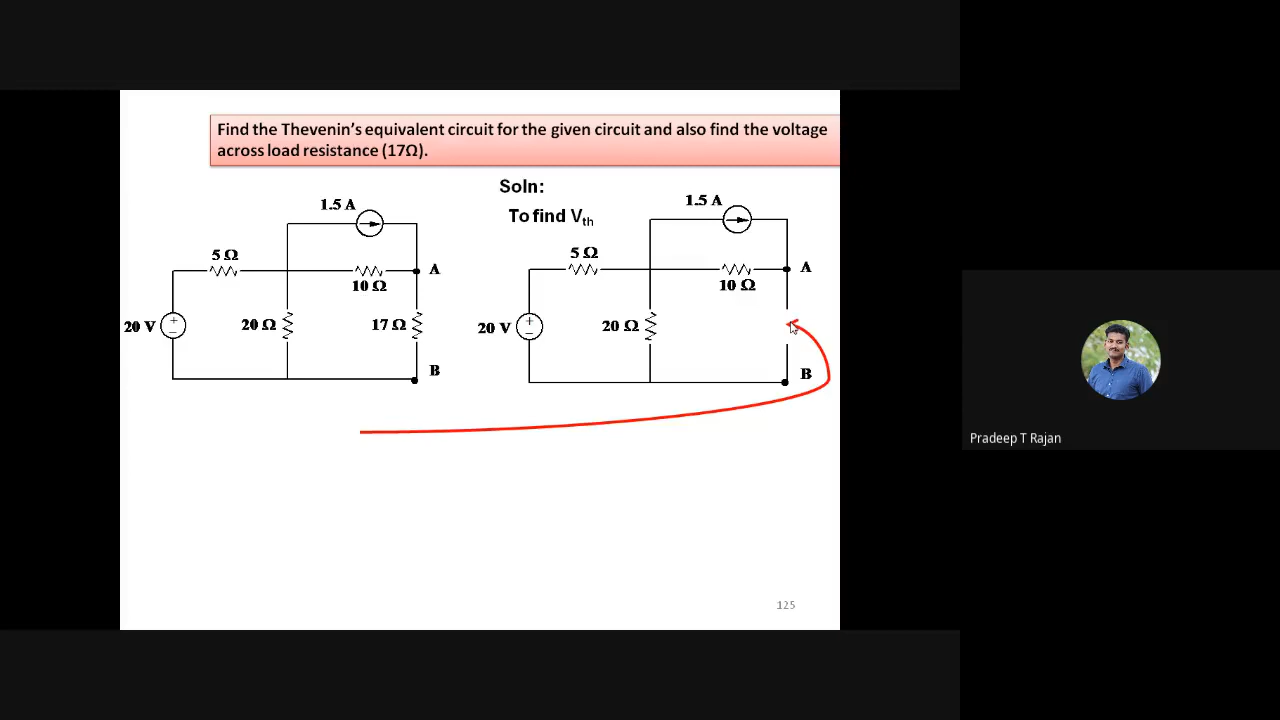 Find the Thevenin's equivalent circuit for the given circuit and also find the voltage
across load resistance (17Ω).
Soln:
To find Vth
1.5 A
5 Ω
10 Ω
A
20 V
+
−
20 Ω
17 Ω
B
1.5 A
5 Ω
10 Ω
A
20 V
+
−
20 Ω
B
125
Pradeep T Rajan